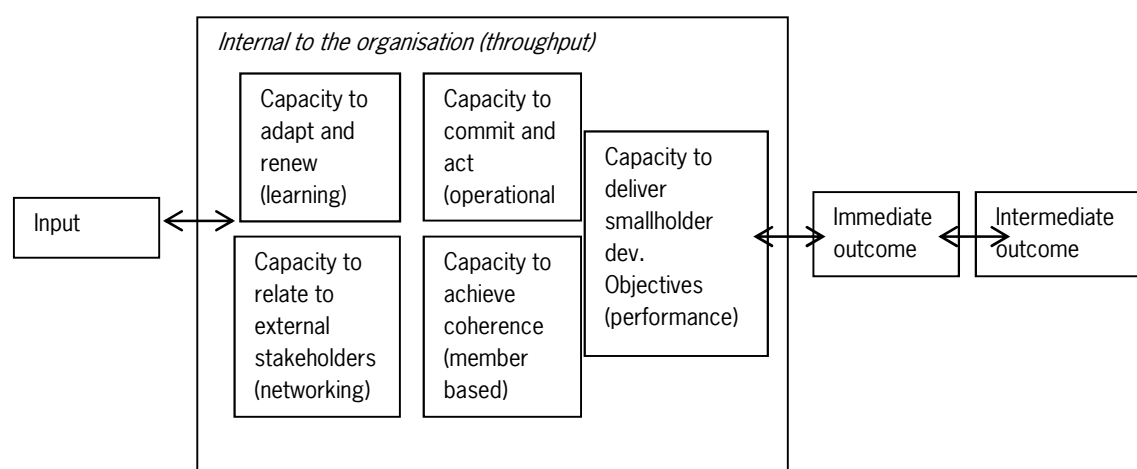 Internal to the organisation (throughput)
Capacity to
adapt and
renew
(learning)
Capacity to
commit and
act
(operational
Capacity to
deliver
smallholder
dev.
Objectives
(performance)
Input
Immediate
outcome
Intermediate
outcome
Capacity to
relate to
external
stakeholders
(networking)
Capacity to
achieve
coherence
(member
based)